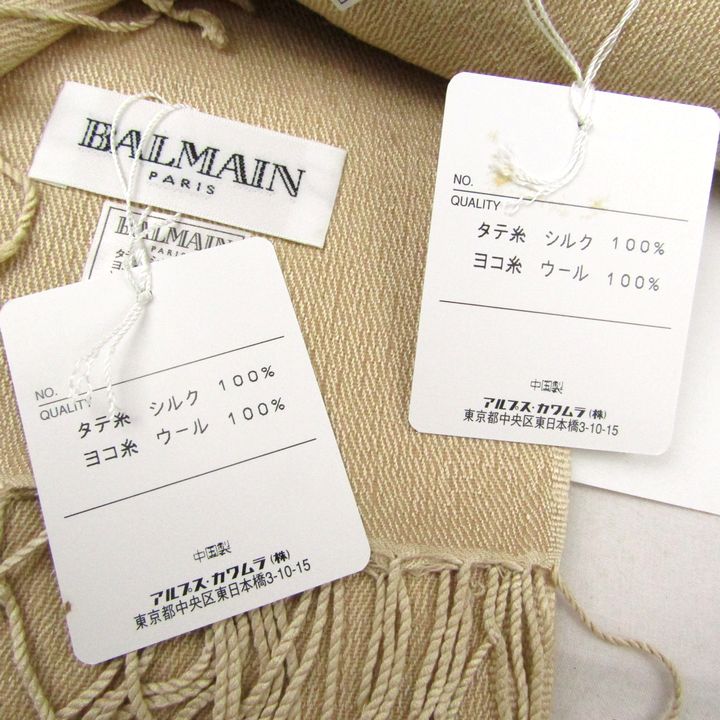 BALMAIN
PARIS
BALMAIN
PARIS
NO.
QUALITY
タテ糸 シルク 100%
ヨコ糸 ウール 100%
中国製
アルプス・カワムラ(株)
東京都中央区東日本橋3-10-15
NO.
QUALITY
タテ糸 シルク 100%
ヨコ糸 ウール 100%
中国製
アルプス・カワムラ(株)
東京都中央区東日本橋3-10-15